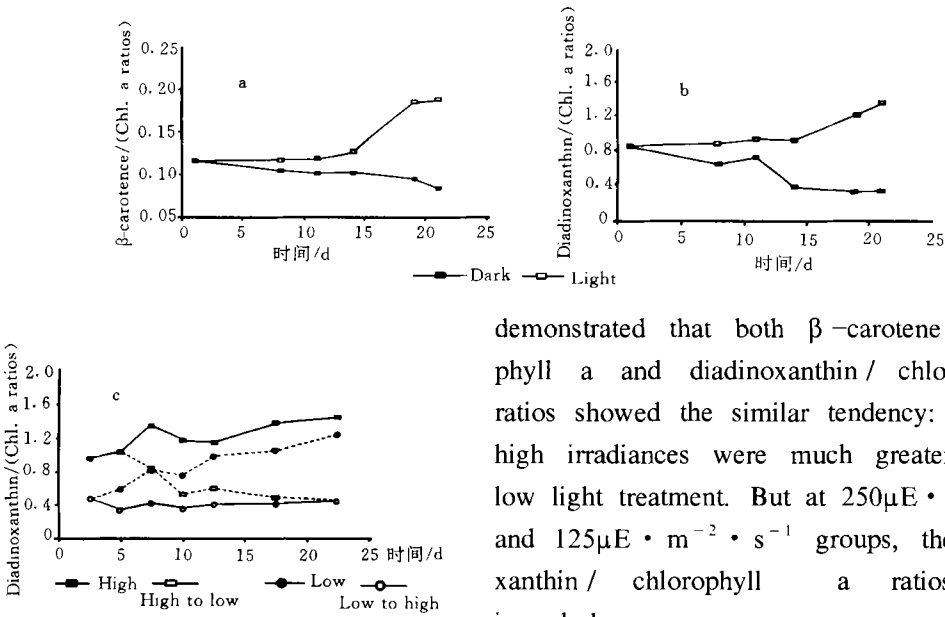 0.25
0.20
0.15
0.10
0.05
a
β-carotence/(Chl. a ratios)
0 5 10 15 20 25
时间/d
2.0
1.6
1.2
0.8
0.4
0
b
Diadinoxanthin/(Chl. a ratios)
0 5 10 15 20 25
时间/d
Dark Light
2.0
1.6
1.2
0.8
0.4
0
c
Diadinoxanthin/(Chl. a ratios)
0 5 10 15 20 25 时间/d
High Low
High to low Low to high
demonstrated that both β-carotene
phyll a and diadinoxanthin / chlo
ratios showed the similar tendency:
high irradiances were much greate
low light treatment. But at 250μE •
and 125μE • m⁻² • s⁻¹ groups, the
xanthin / chlorophyll a ratios